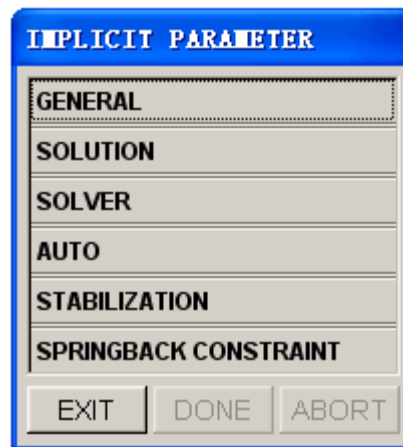 IMPLICIT PARAMETER
GENERAL
SOLUTION
SOLVER
AUTO
STABILIZATION
SPRINGBACK CONSTRAINT
EXIT DONE ABORT